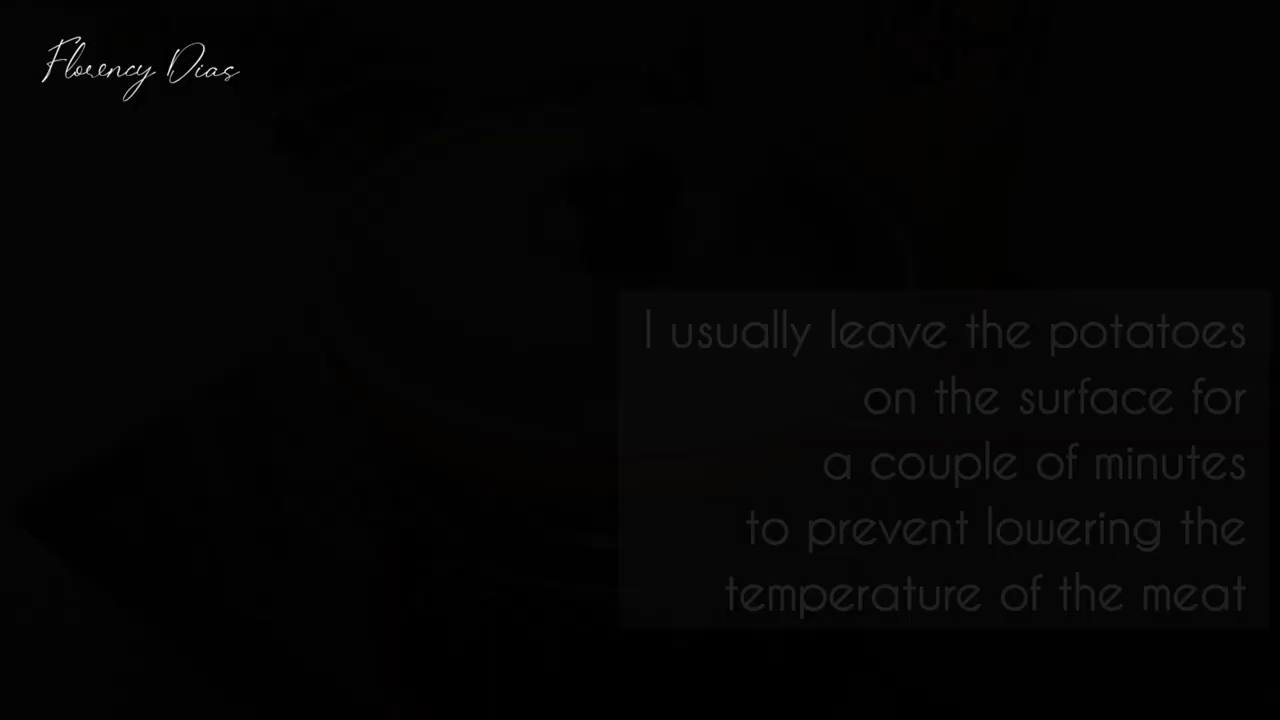 Florency Dias
I usually leave the potatoes
on the surface for
a couple of minutes
to prevent lowering the
temperature of the meat